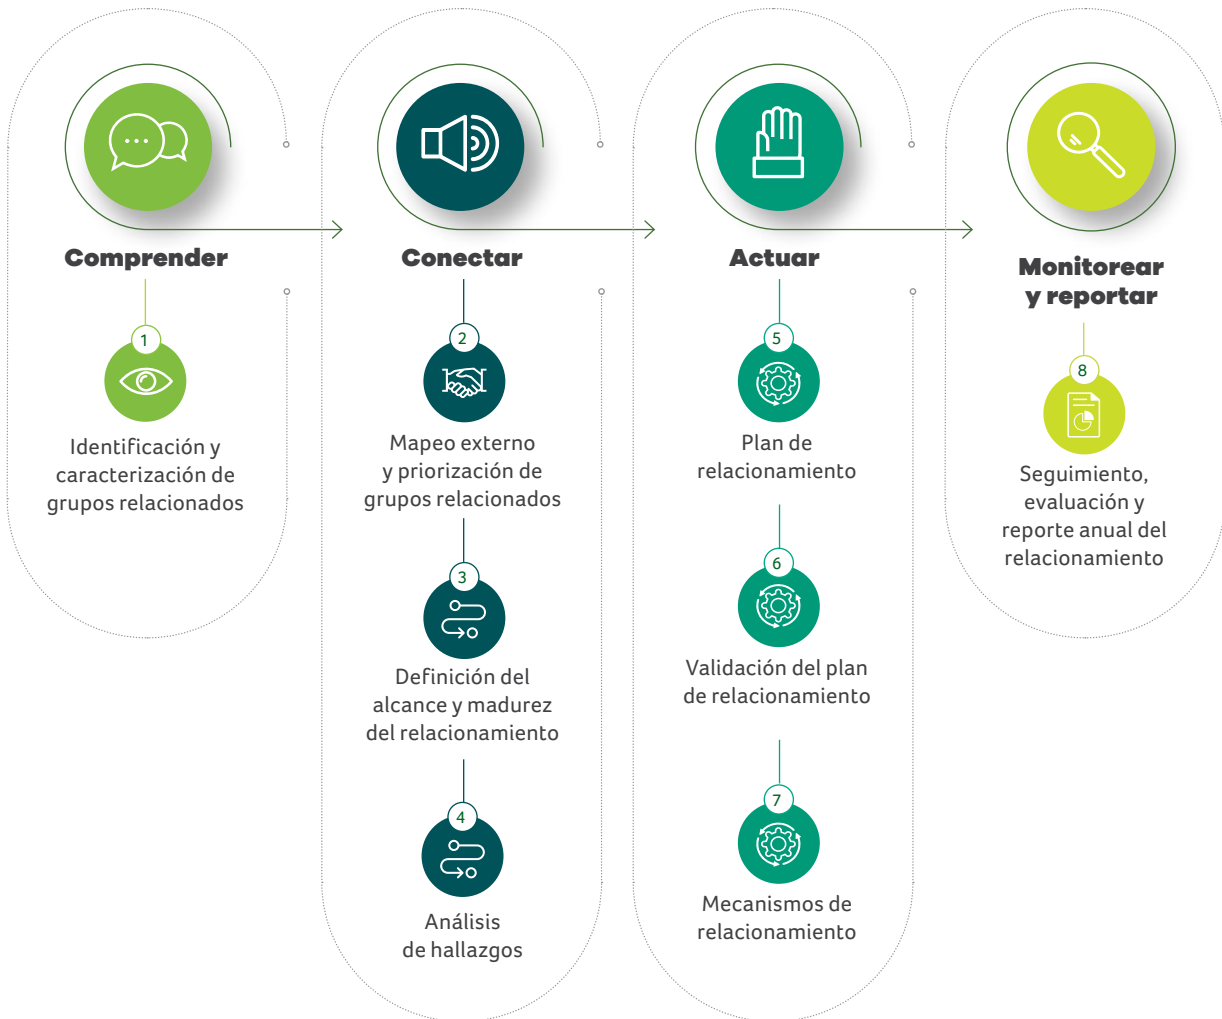 Comprender
1
Identificación y
caracterización de
grupos relacionados
Conectar
2
Mapeo externo
y priorización de
grupos relacionados
3
Definición del
alcance y madurez
del relacionamiento
4
Análisis
de hallazgos
Actuar
5
Plan de
relacionamiento
6
Validación del plan
de relacionamiento
7
Mecanismos de
relacionamiento
Monitorear
y reportar
8
Seguimiento,
evaluación y
reporte anual del
relacionamiento